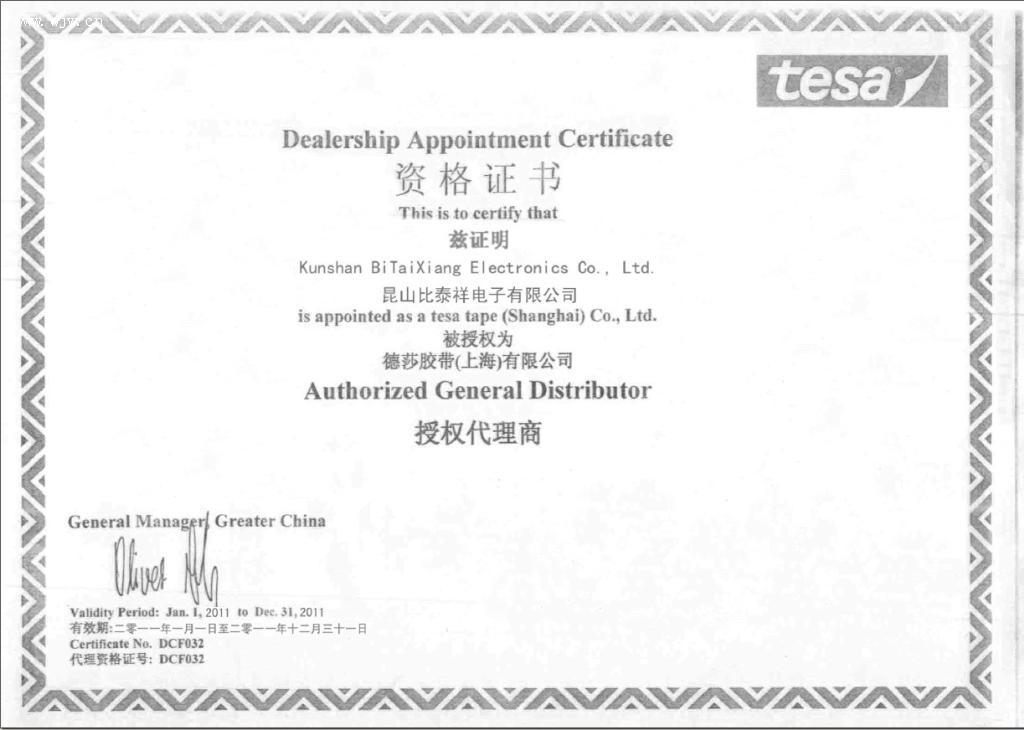 tesa®
Dealership Appointment Certificate
资格证书
This is to certify that
兹证明
Kunshan BiTaiXiang Electronics Co., Ltd.
昆山比泰祥电子有限公司
is appointed as a tesa tape (Shanghai) Co., Ltd.
被授权为
德莎胶带(上海)有限公司
Authorized General Distributor
授权代理商
General Manager, Greater China
Oliver
Validity Period: Jan. 1, 2011 to Dec. 31, 2011
有效期:二零一一年一月一日至二零一一年十二月三十一日
Certificate No. DCF032
代理资格证号: DCF032